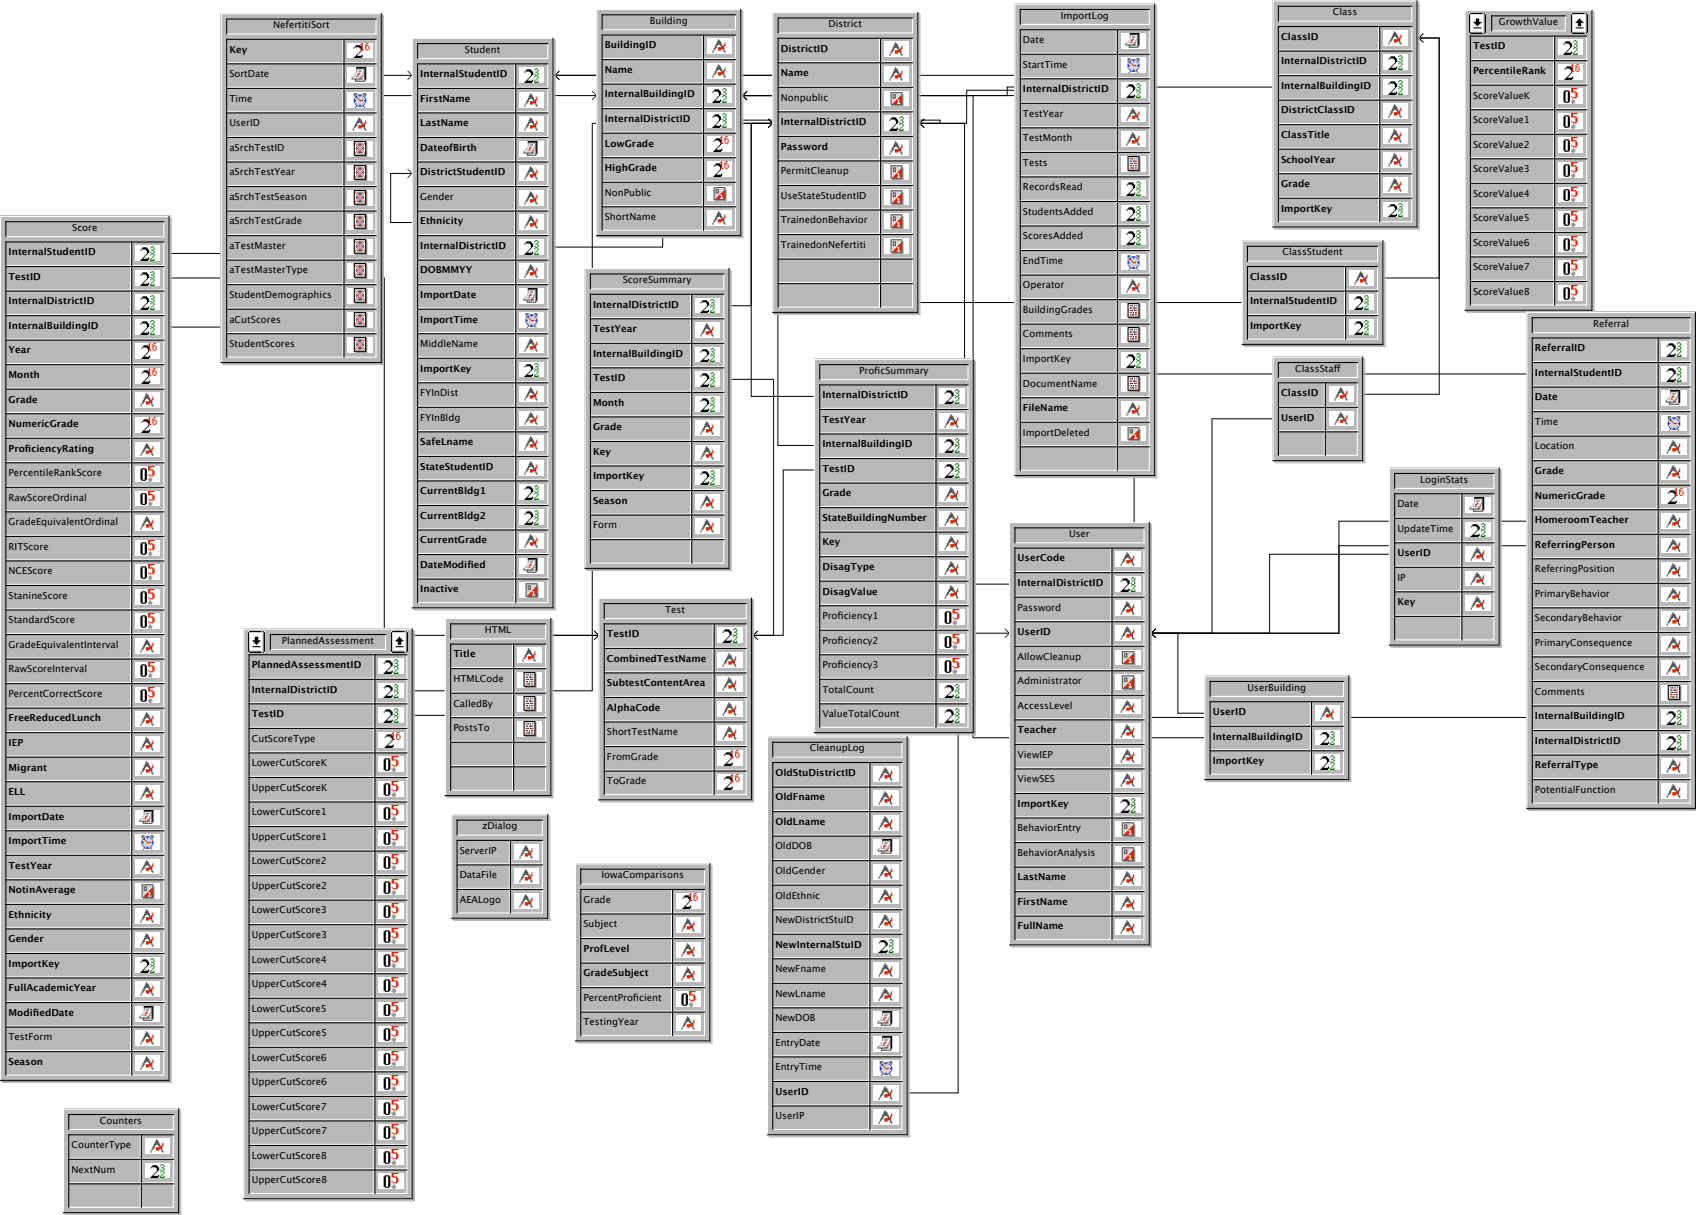 NefertitiSort
Key
SortDate
Time
UserID
aSrchTestID
aSrchTestYear
aSrchTestSeason
aSrchTestGrade
aTestMaster
aTestMasterType
StudentDemographics
aCutScores
StudentScores
Student
InternalStudentID
FirstName
LastName
DateofBirth
DistrictStudentID
Gender
Ethnicity
InternalDistrictID
DOBMMYY
ImportDate
ImportTime
MiddleName
ImportKey
FYInDist
FYInBldg
SafeLname
StateStudentID
CurrentBldg1
CurrentBldg2
CurrentGrade
DateModified
Inactive
Building
BuildingID
Name
InternalBuildingID
InternalDistrictID
LowGrade
HighGrade
NonPublic
ShortName
District
DistrictID
Name
Nonpublic
InternalDistrictID
Password
PermitCleanup
UseStateStudentID
TrainedonBehavior
TrainedonNefertiti
ImportLog
Date
StartTime
InternalDistrictID
TestYear
TestMonth
Tests
RecordsRead
StudentsAdded
ScoresAdded
EndTime
Operator
BuildingGrades
Comments
ImportKey
DocumentName
FileName
ImportDeleted
Class
ClassID
InternalDistrictID
InternalBuildingID
DistrictClassID
ClassTitle
SchoolYear
Grade
ImportKey
GrowthValue
TestID
PercentileRank
ScoreValueK
ScoreValue1
ScoreValue2
ScoreValue3
ScoreValue4
ScoreValue5
ScoreValue6
ScoreValue7
ScoreValue8
Score
InternalStudentID
TestID
InternalDistrictID
InternalBuildingID
Year
Month
Grade
NumericGrade
ProficiencyRating
PercentileRankScore
RawScoreOrdinal
GradeEquivalentOrdinal
RITScore
NCEScore
StanineScore
StandardScore
GradeEquivalentInterval
RawScoreInterval
PercentCorrectScore
FreeReducedLunch
IEP
Migrant
ELL
ImportDate
ImportTime
TestYear
NotinAverage
Ethnicity
Gender
ImportKey
FullAcademicYear
ModifiedDate
TestForm
Season
ScoreSummary
InternalDistrictID
TestYear
InternalBuildingID
TestID
Month
Grade
Key
ImportKey
Season
Form
ClassStudent
ClassID
InternalStudentID
ImportKey
Referral
ReferralID
InternalStudentID
Date
Time
Location
Grade
NumericGrade
HomeroomTeacher
ReferringPerson
ReferringPosition
PrimaryBehavior
SecondaryBehavior
PrimaryConsequence
SecondaryConsequence
Comments
InternalBuildingID
InternalDistrictID
ReferralType
PotentialFunction
ProficSummary
InternalDistrictID
TestYear
InternalBuildingID
TestID
Grade
StateBuildingNumber
Key
DisagType
DisagValue
Proficiency1
Proficiency2
Proficiency3
TotalCount
ValueTotalCount
ClassStaff
ClassID
UserID
LoginStats
Date
UpdateTime
UserID
IP
Key
User
UserCode
InternalDistrictID
Password
UserID
AllowCleanup
Administrator
AccessLevel
Teacher
ViewIEP
ViewSES
ImportKey
BehaviorEntry
BehaviorAnalysis
LastName
FirstName
FullName
Test
TestID
CombinedTestName
SubtestContentArea
AlphaCode
ShortTestName
FromGrade
ToGrade
HTML
Title
HTMLCode
CalledBy
PostsTo
PlannedAssessment
PlannedAssessmentID
InternalDistrictID
TestID
CutScoreType
LowerCutScoreK
UpperCutScoreK
LowerCutScore1
UpperCutScore1
LowerCutScore2
UpperCutScore2
LowerCutScore3
UpperCutScore3
LowerCutScore4
UpperCutScore4
LowerCutScore5
UpperCutScore5
LowerCutScore6
UpperCutScore6
LowerCutScore7
UpperCutScore7
LowerCutScore8
UpperCutScore8
UserBuilding
UserID
InternalBuildingID
ImportKey
CleanupLog
OldStuDistrictID
OldFname
OldLname
OldDOB
OldGender
OldEthnic
NewDistrictStuID
NewInternalStuID
NewFname
NewLname
NewDOB
EntryDate
EntryTime
UserID
UserIP
zDialog
ServerIP
DataFile
AEALogo
IowaComparisons
Grade
Subject
ProfLevel
GradeSubject
PercentProficient
TestingYear
Counters
CounterType
NextNum